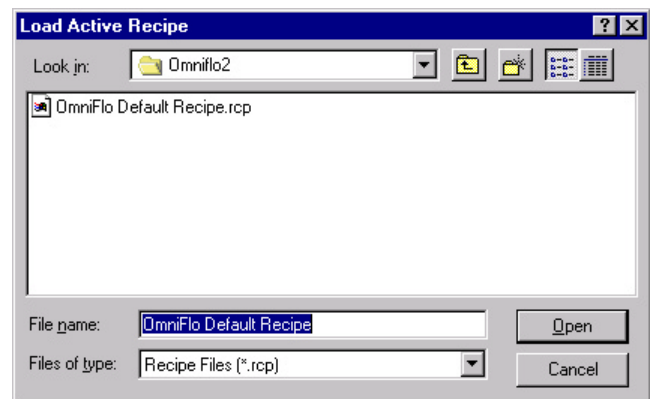 Load Active Recipe
Look in: Omniflo2
OmniFlo Default Recipe.rcp
File name: OmniFlo Default Recipe Open
Files of type: Recipe Files (*.rcp) Cancel